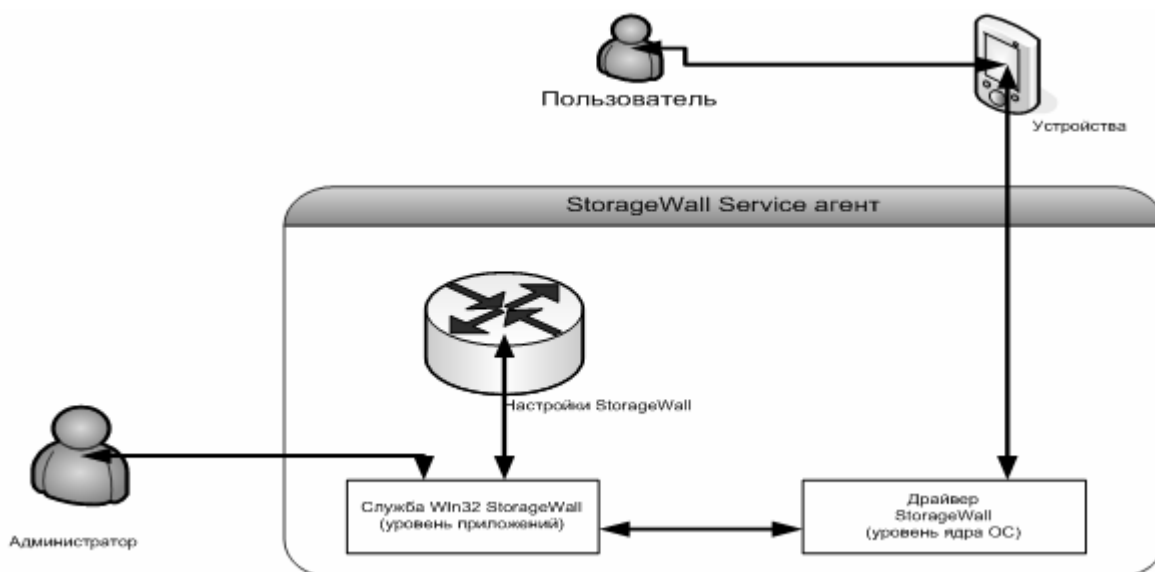 Пользователь
Устройства
StorageWall Service агент
Настройки StorageWall
Администратор
Служба WIn32 StorageWall
(уровень приложений)
Драйвер
StorageWall
(уровень ядра ОС)